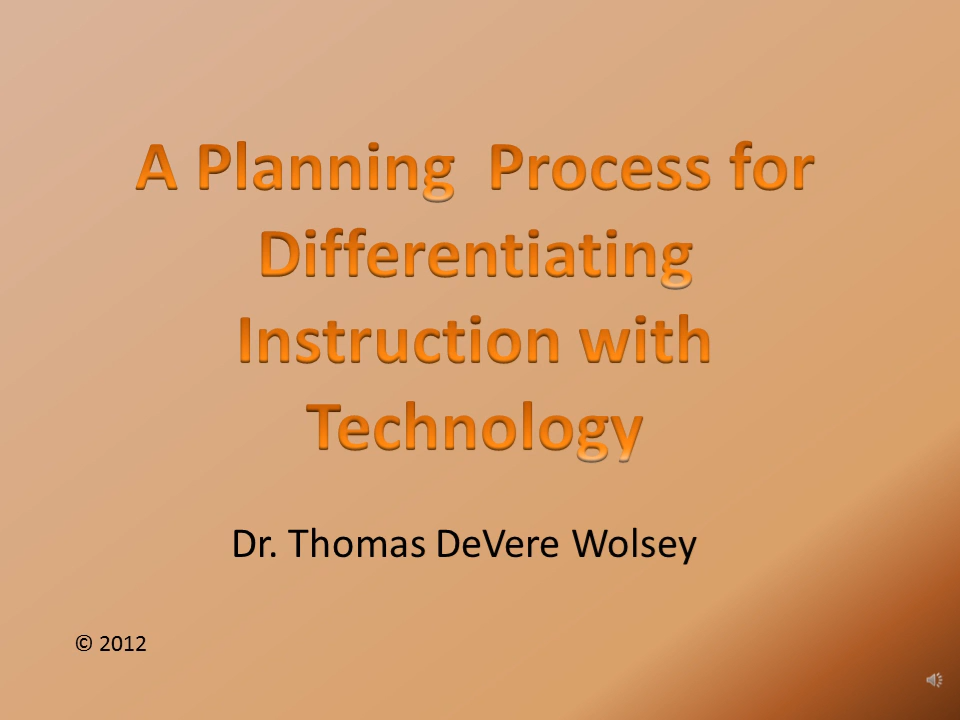 A Planning  Process for
Differentiating
Instruction with
Technology
Dr. Thomas DeVere Wolsey
© 2012